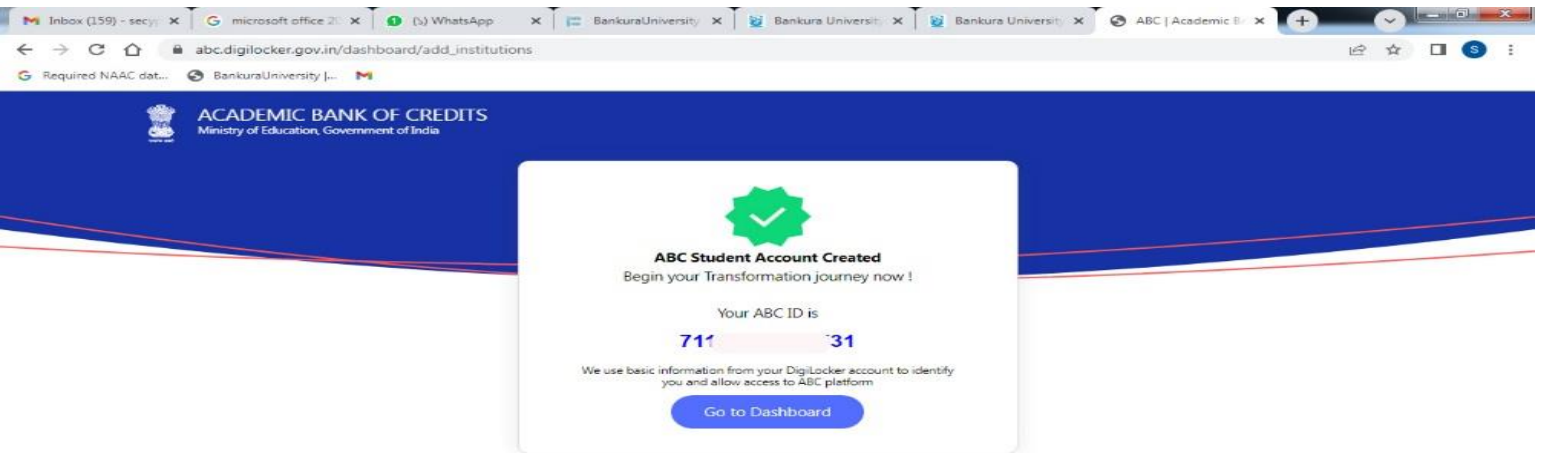 Inbox (159) - secy
microsoft office 20
WhatsApp
BankuraUniversity
Bankura Universit
Bankura Universit
ABC | Academic B
abc.digilocker.gov.in/dashboard/add_institutions
S
Required NAAC dat...
BankuraUniversity |...
ACADEMIC BANK OF CREDITS
Ministry of Education, Government of India
ABC Student Account Created
Begin your Transformation journey now !
Your ABC ID is
711 31
We use basic information from your DigiLocker account to identify
you and allow access to ABC platform
Go to Dashboard